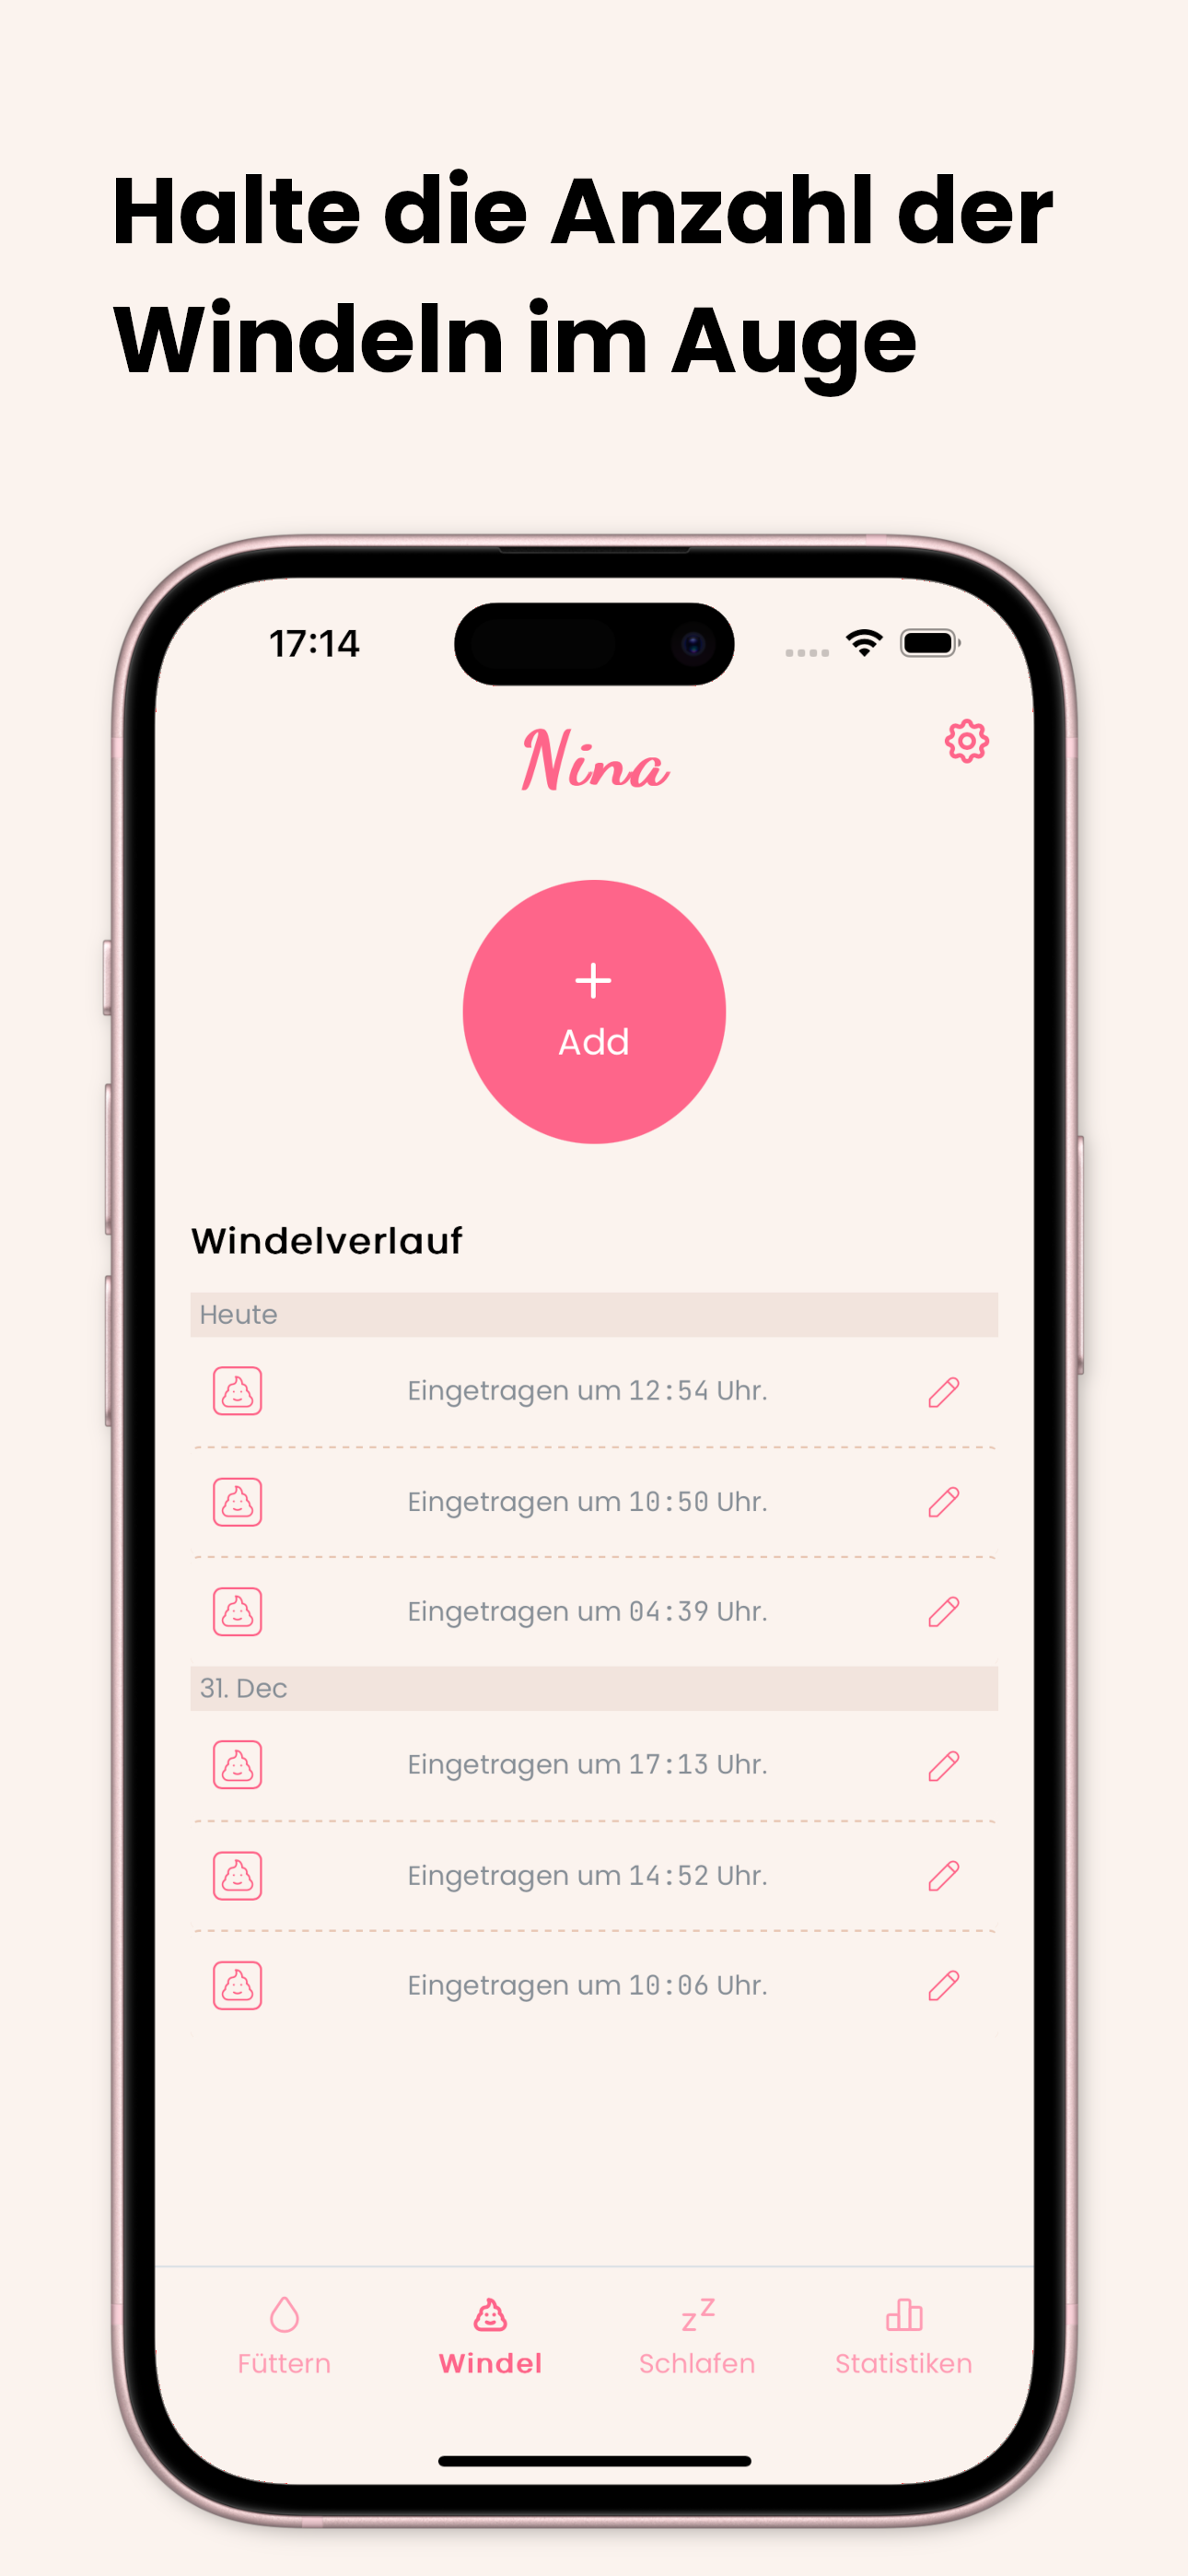 Halte die Anzahl der
Windeln im Auge
17:14
Nina
Add
Windelverlauf
Heute
Eingetragen um 12:54 Uhr.
Eingetragen um 10:50 Uhr.
Eingetragen um 04:39 Uhr.
31. Dec
Eingetragen um 17:13 Uhr.
Eingetragen um 14:52 Uhr.
Eingetragen um 10:06 Uhr.
Füttern Windel Schlafen Statistiken